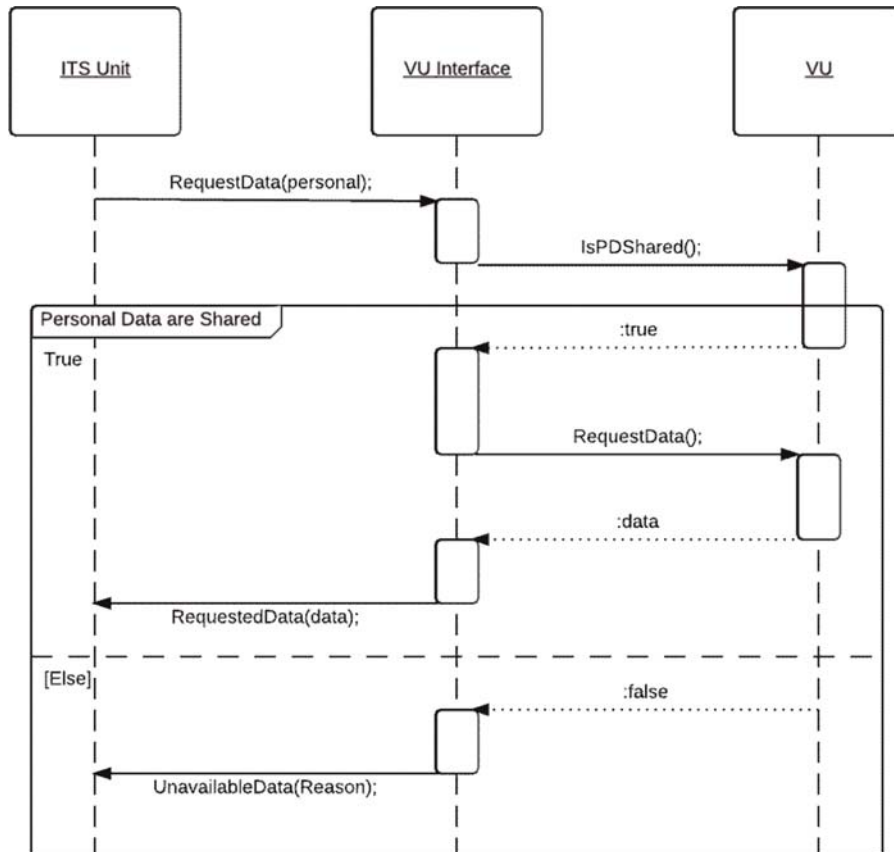 ITS Unit
VU Interface
VU
RequestData(personal);
IsPDShared();
Personal Data are Shared
:true
True
RequestData();
:data
RequestedData(data);
[Else]
:false
UnavailableData(Reason);